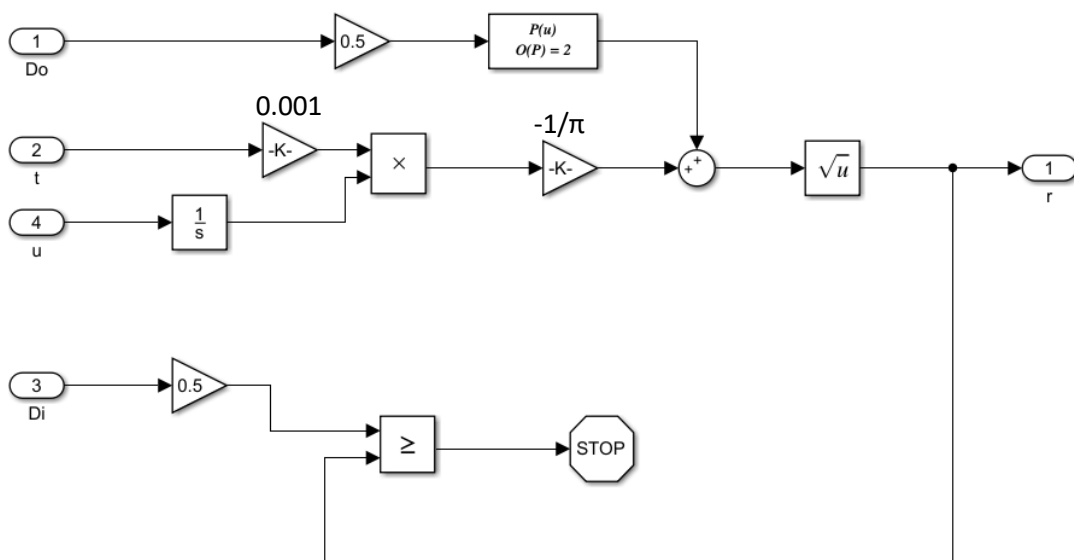 1
Do
0.5
P(u)
O(P) = 2
0.001
-1/π
2
t
-K-
×
-K-
+
+
√u
1
r
4
u
1
s
3
Di
0.5
≥
STOP